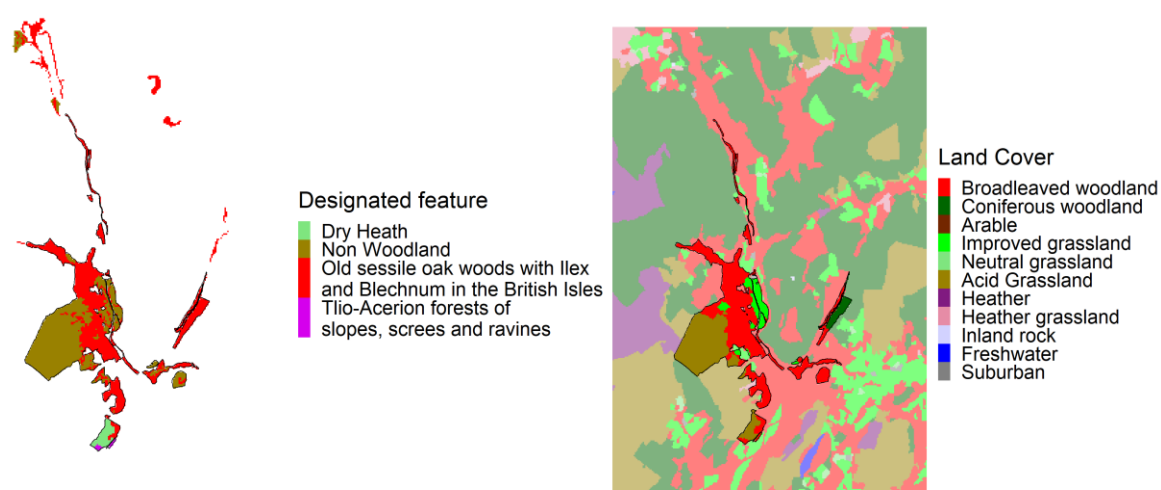 Designated feature
Dry Heath
Non Woodland
Old sessile oak woods with Ilex
and Blechnum in the British Isles
Tlio-Acerion forests of
slopes, screes and ravines
Land Cover
Broadleaved woodland
Coniferous woodland
Arable
Improved grassland
Neutral grassland
Acid Grassland
Heather
Heather grassland
Inland rock
Freshwater
Suburban